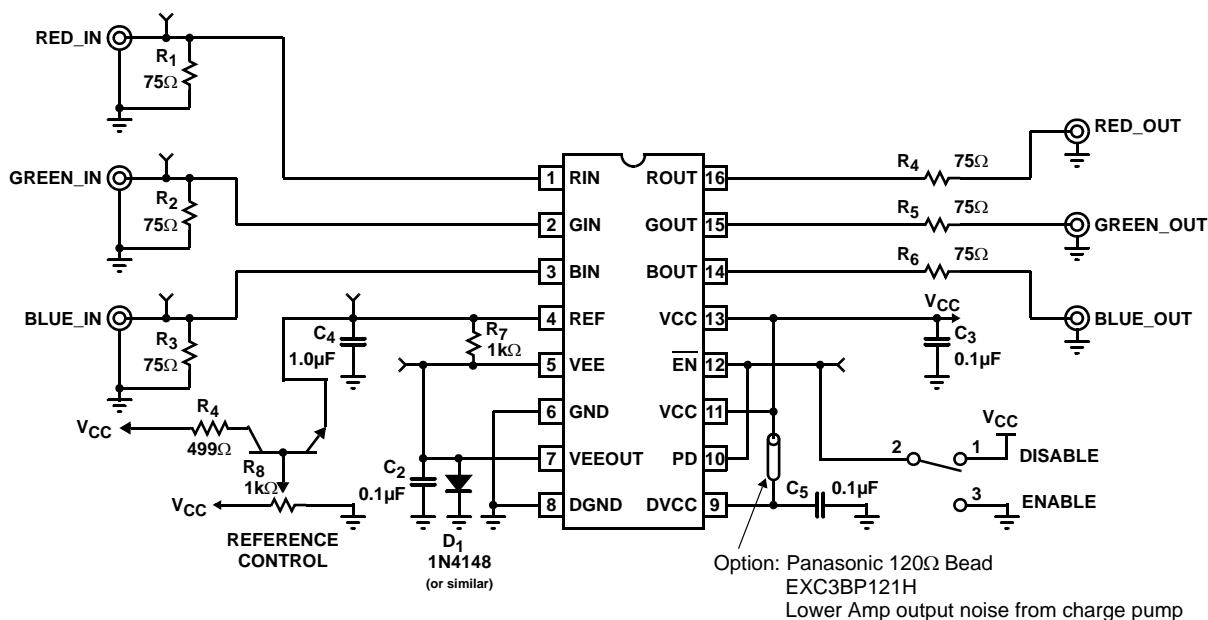 RED_IN
R1
75Ω
GREEN_IN
R2
75Ω
BLUE_IN
R3
75Ω
VCC
R4
499Ω
R8
1kΩ
VCC
REFERENCE
CONTROL
C4
1.0µF
R7
1kΩ
C2
0.1µF
D1
1N4148
(or similar)
1 RIN
2 GIN
3 BIN
4 REF
5 VEE
6 GND
7 VEEOUT
8 DGND
ROUT 16
GOUT 15
BOUT 14
VCC 13
EN 12
VCC 11
PD 10
DVCC 9
R4 75Ω
RED_OUT
R5 75Ω
GREEN_OUT
R6 75Ω
BLUE_OUT
VCC
C3
0.1µF
VCC
2 1 DISABLE
3 ENABLE
C5 0.1µF
Option: Panasonic 120Ω Bead
EXC3BP121H
Lower Amp output noise from charge pump